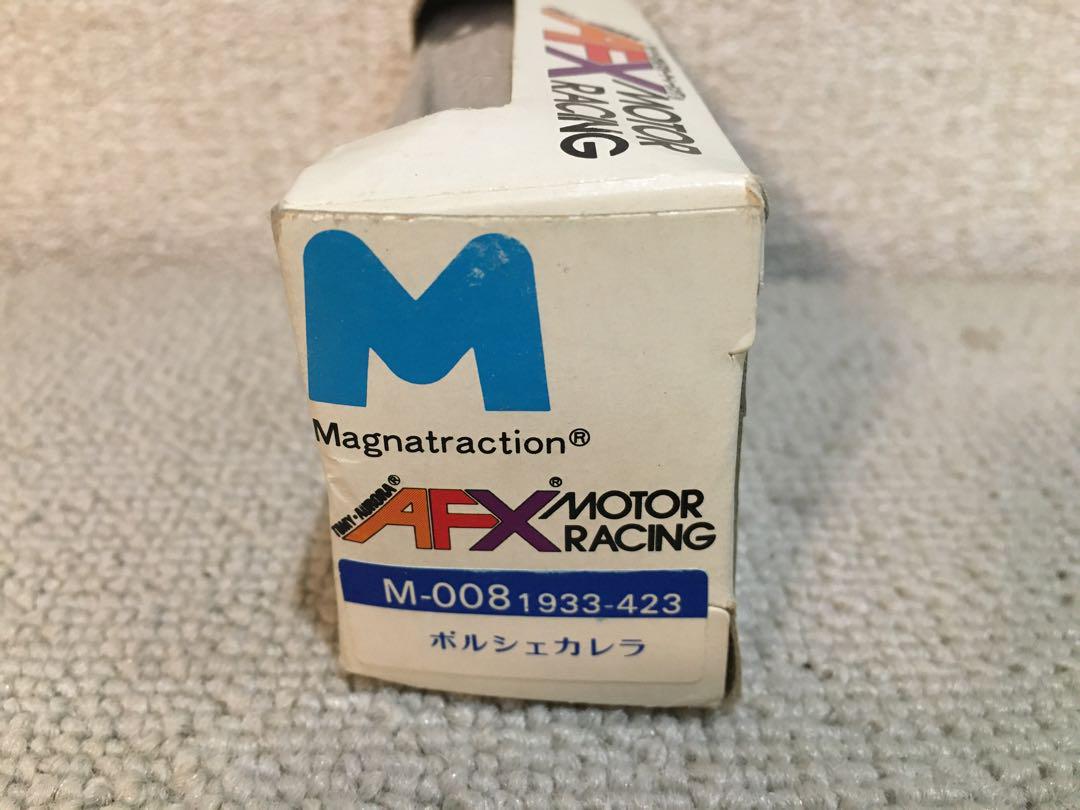 AFX MOTOR
RACING
M
Magnatraction®
TOMY·AURORA® AFX® MOTOR
RACING
M-008 1933-423
ポルシェカレラ